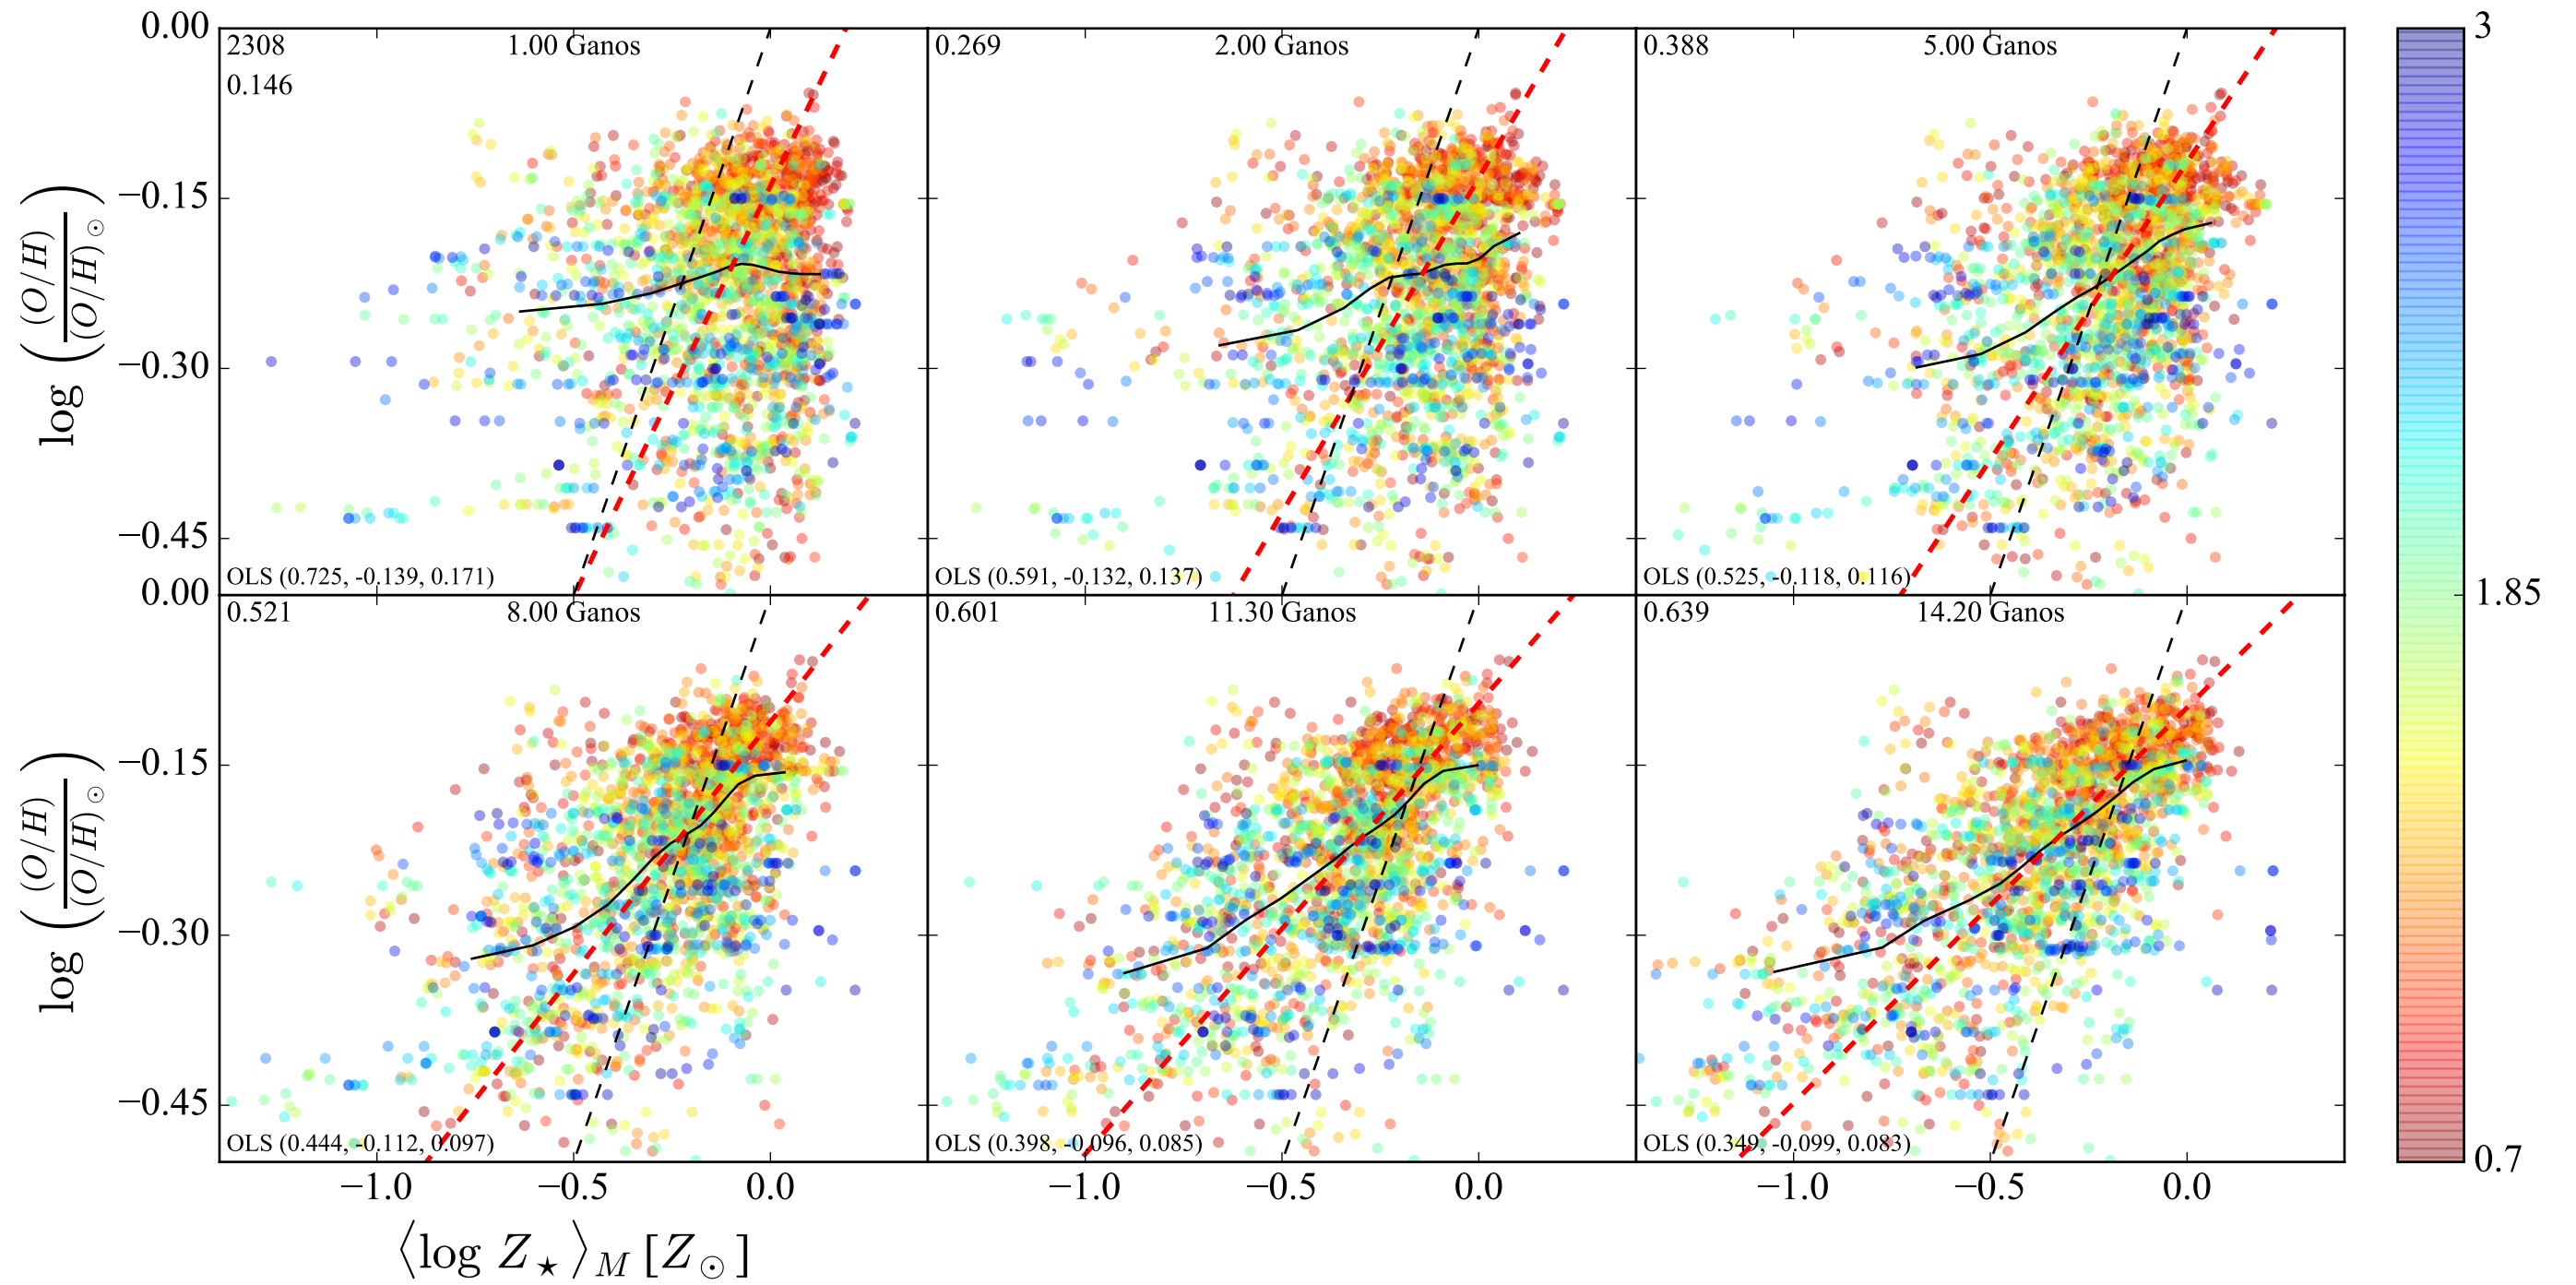 0.00
−0.15
−0.30
−0.45
log ( (O/H) / (O/H)⊙ )
2308
0.146
1.00 Ganos
OLS (0.725, -0.139, 0.171)
0.269
2.00 Ganos
OLS (0.591, -0.132, 0.137)
0.388
5.00 Ganos
OLS (0.525, -0.118, 0.116)
0.00
−0.15
−0.30
−0.45
log ( (O/H) / (O/H)⊙ )
0.521
8.00 Ganos
OLS (0.444, -0.112, 0.097)
0.601
11.30 Ganos
OLS (0.398, -0.096, 0.085)
0.639
14.20 Ganos
OLS (0.349, -0.099, 0.083)
−1.0 −0.5 0.0
−1.0 −0.5 0.0
−1.0 −0.5 0.0
⟨log Z⋆⟩M [Z⊙]
3
1.85
0.7